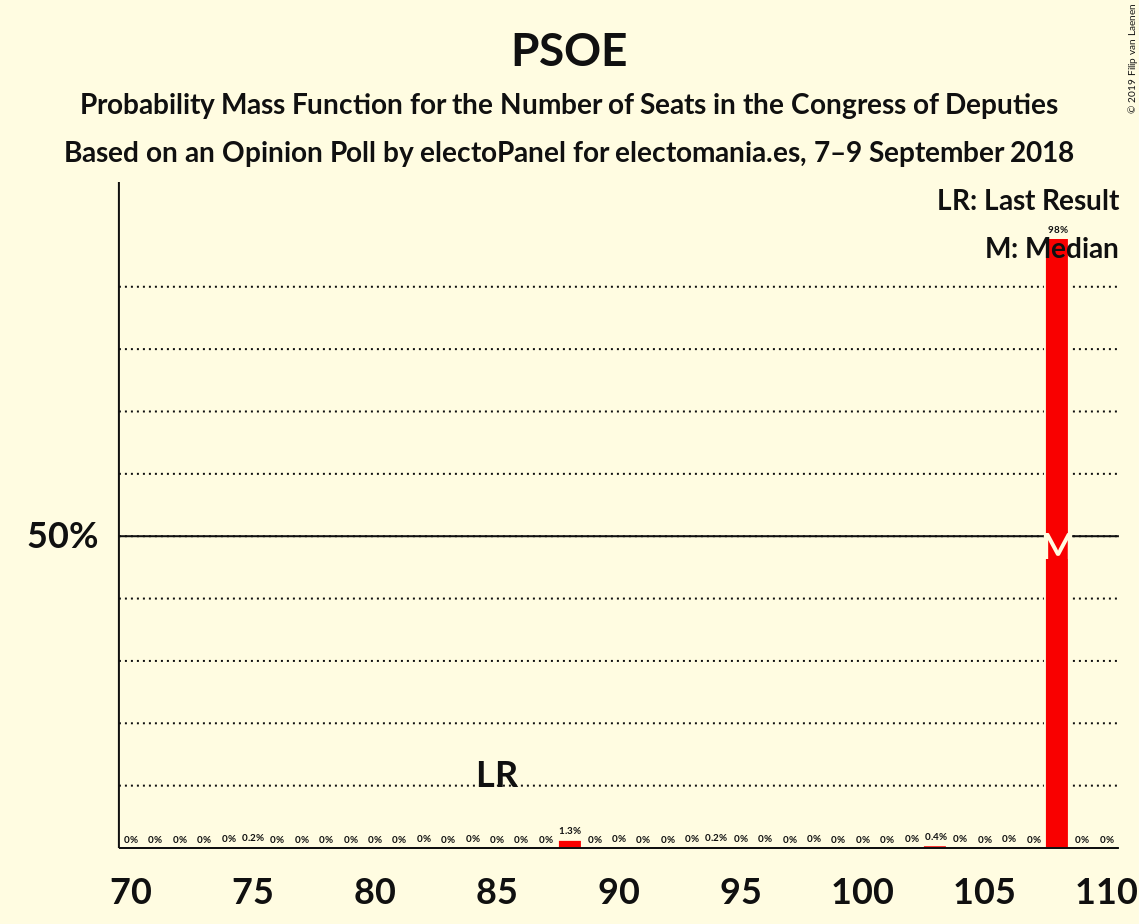 PSOE
Probability Mass Function for the Number of Seats in the Congress of Deputies
Based on an Opinion Poll by electoPanel for electomania.es, 7–9 September 2018
© 2019 Filip van Laenen
LR: Last Result
98%
M: Median
50%
M
LR
0% 0% 0% 0% 0% 0.2% 0% 0% 0% 0% 0% 0% 0% 0% 0% 0% 0% 0% 1.3% 0% 0% 0% 0% 0% 0.2% 0% 0% 0% 0% 0% 0% 0% 0% 0.4% 0% 0% 0% 0% 0% 0%
70 75 80 85 90 95 100 105 110